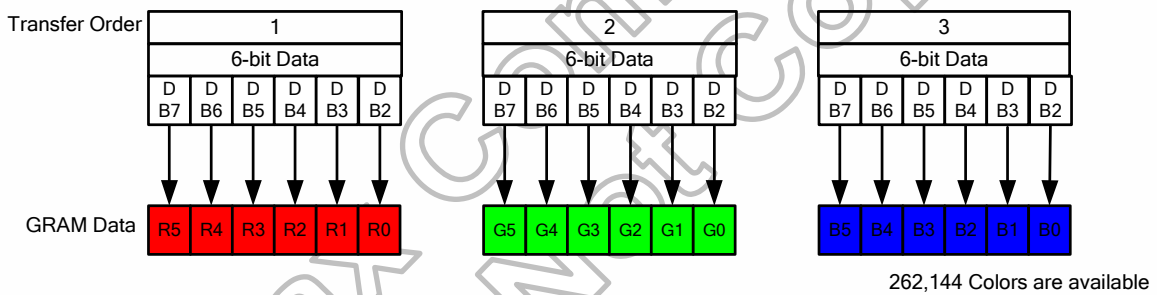 Transfer Order 1 2 3
6-bit Data 6-bit Data 6-bit Data
D D D D D D D D D D D D D D D D D D
B7 B6 B5 B4 B3 B2 B7 B6 B5 B4 B3 B2 B7 B6 B5 B4 B3 B2
GRAM Data R5 R4 R3 R2 R1 R0 G5 G4 G3 G2 G1 G0 B5 B4 B3 B2 B1 B0
262,144 Colors are available